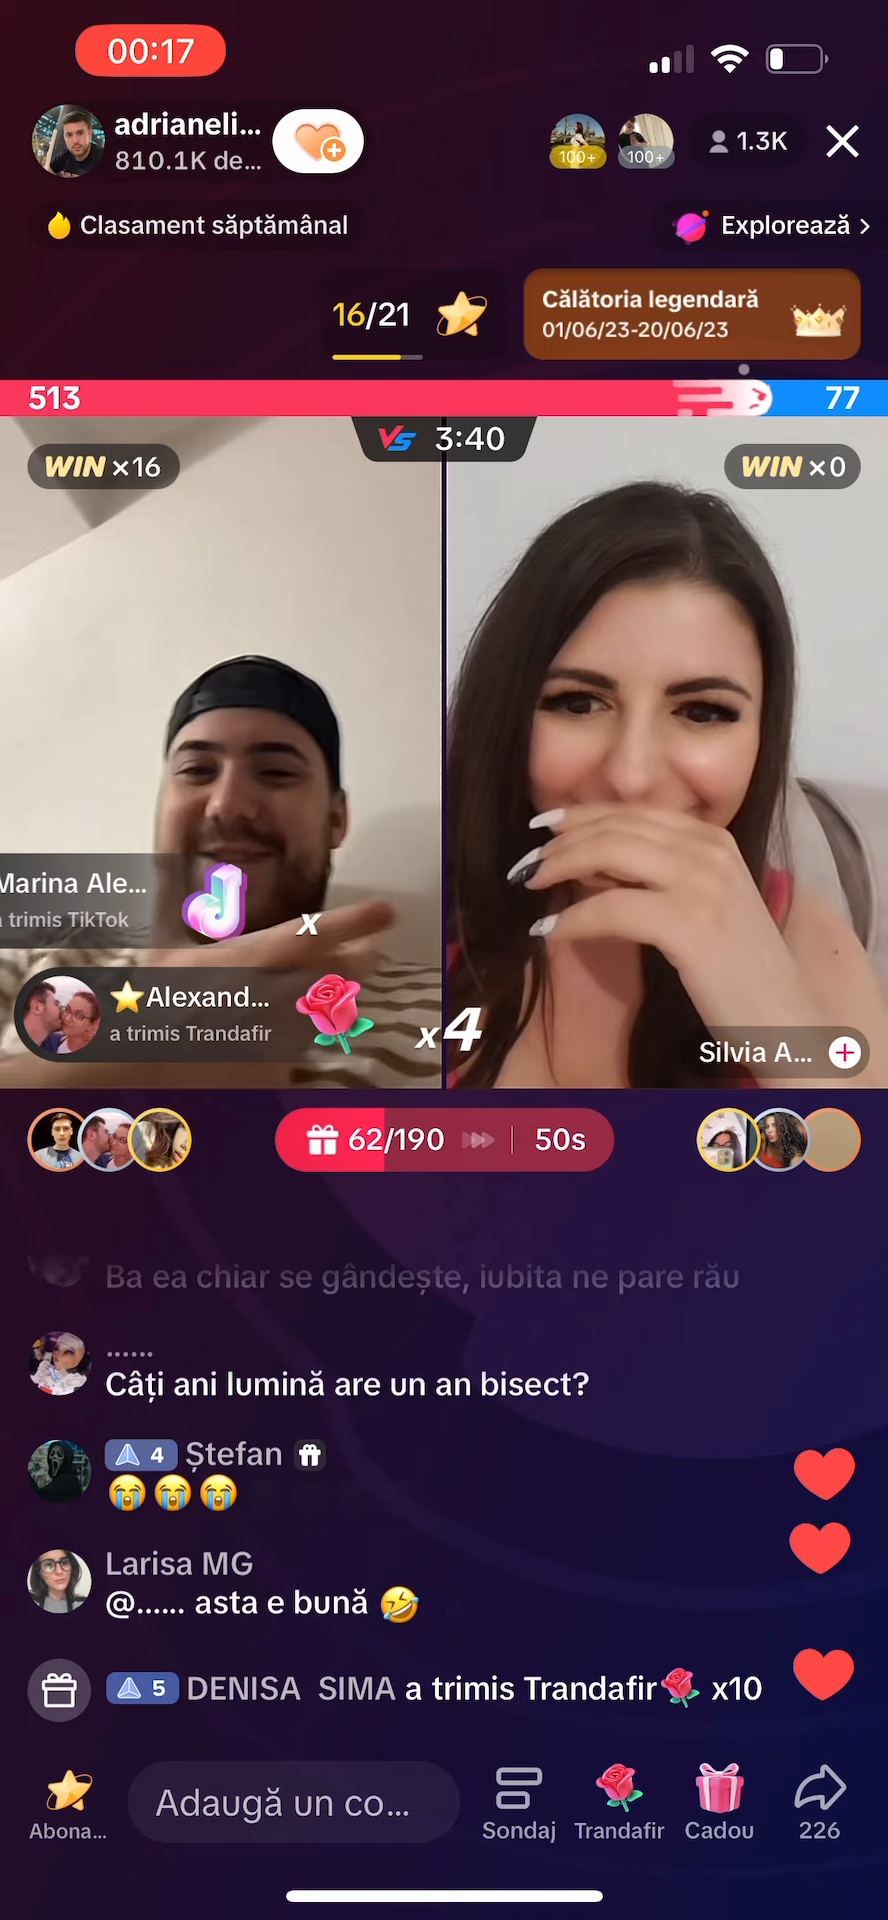 00:17
adrianeli...
810.1K de...
100+
100+
1.3K
Clasament săptămânal
Explorează >
16/21
Călătoria legendară
01/06/23-20/06/23
513
77
VS 3:40
WIN ×16
WIN ×0
Marina Ale...
a trimis TikTok
x
Alexand...
a trimis Trandafir
x4
Silvia A...
62/190
50s
Ba ea chiar se gândește, iubita ne pare rău
......
Câți ani lumină are un an bisect?
4 Ștefan
😭😭😭
Larisa MG
@...... asta e bună 🤣
5 DENISA SIMA a trimis Trandafir🌹 x10
Abona...
Adaugă un co...
Sondaj
Trandafir
Cadou
226